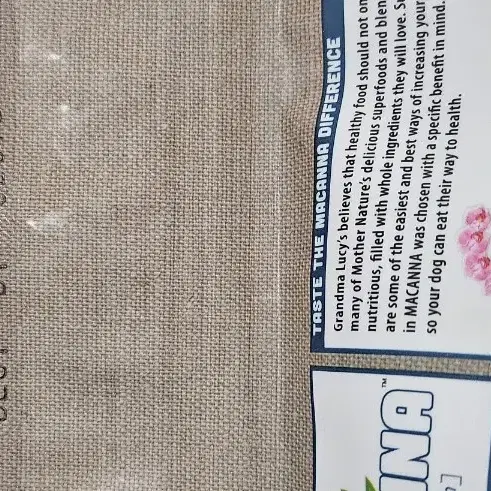 TASTE THE MACANNA DIFFERENCE
Grandma Lucy's believes that healthy food should not on
many of Mother Nature's delicious superfoods and blen
nutritious, filled with whole ingredients they will love. S
are some of the easiest and best ways of increasing your
in MACANNA was chosen with a specific benefit in mind.
so your dog can eat their way to health.
NNA™